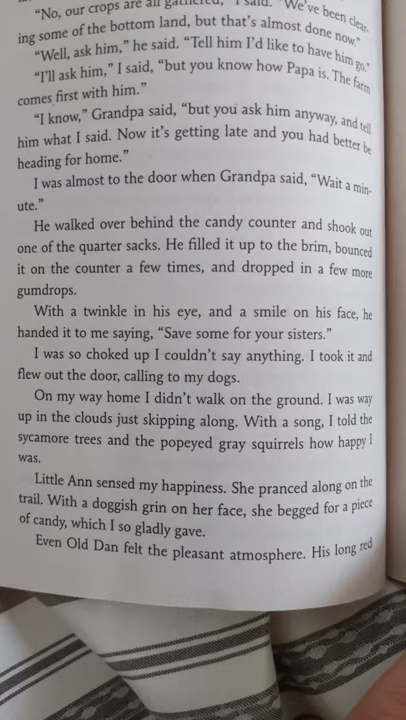 "No, our crops are all gathered," I said. "We've been clear-
ing some of the bottom land, but that's almost done now."
"Well, ask him," he said. "Tell him I'd like to have him go."
"I'll ask him," I said, "but you know how Papa is. The farm
comes first with him."
"I know," Grandpa said, "but you ask him anyway, and tell
him what I said. Now it's getting late and you had better be
heading for home."
I was almost to the door when Grandpa said, "Wait a min-
ute."
He walked over behind the candy counter and shook out
one of the quarter sacks. He filled it up to the brim, bounced
it on the counter a few times, and dropped in a few more
gumdrops.
With a twinkle in his eye, and a smile on his face, he
handed it to me saying, "Save some for your sisters."
I was so choked up I couldn't say anything. I took it and
flew out the door, calling to my dogs.
On my way home I didn't walk on the ground. I was way
up in the clouds just skipping along. With a song, I told the
sycamore trees and the popeyed gray squirrels how happy I
was.
Little Ann sensed my happiness. She pranced along on the
trail. With a doggish grin on her face, she begged for a piece
of candy, which I so gladly gave.
Even Old Dan felt the pleasant atmosphere. His long red